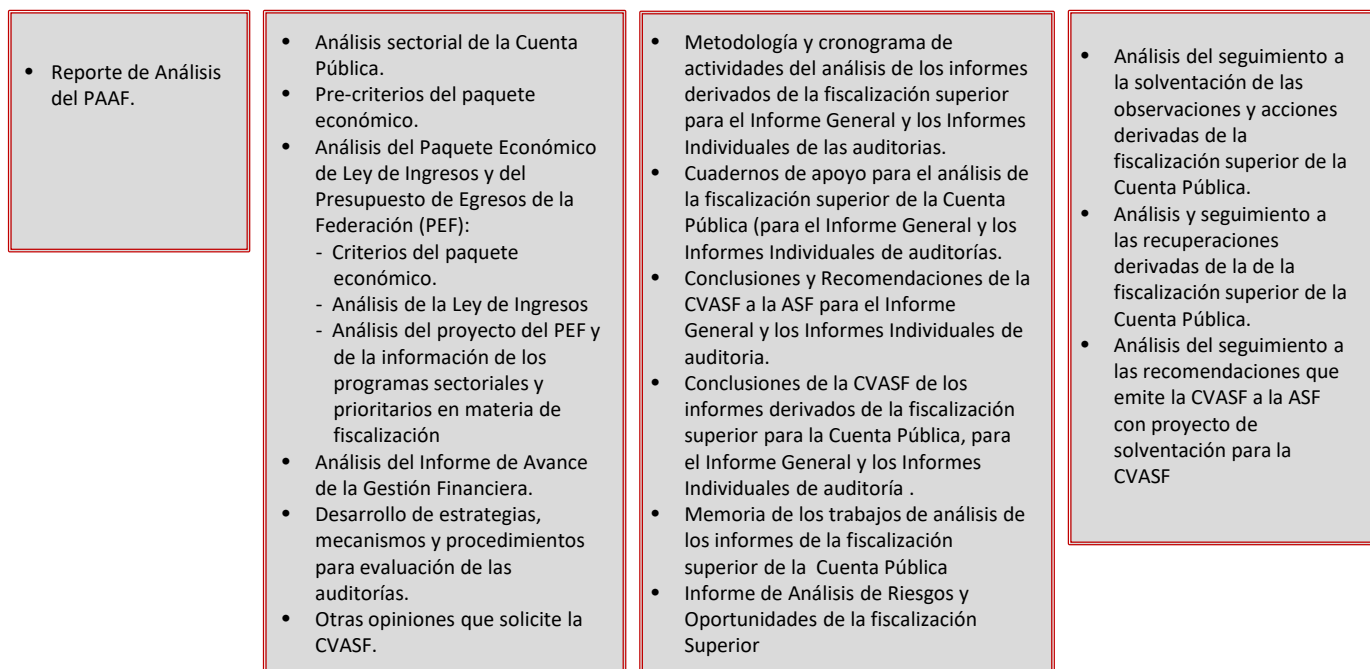 • Reporte de Análisis
del PAAF.
• Análisis sectorial de la Cuenta
Pública.
• Pre-criterios del paquete
económico.
• Análisis del Paquete Económico
de Ley de Ingresos y del
Presupuesto de Egresos de la
Federación (PEF):
- Criterios del paquete
económico.
- Análisis de la Ley de Ingresos
- Análisis del proyecto del PEF y
de la información de los
programas sectoriales y
prioritarios en materia de
fiscalización
• Análisis del Informe de Avance
de la Gestión Financiera.
• Desarrollo de estrategias,
mecanismos y procedimientos
para evaluación de las
auditorías.
• Otras opiniones que solicite la
CVASF.
• Metodología y cronograma de
actividades del análisis de los informes
derivados de la fiscalización superior
para el Informe General y los Informes
Individuales de las auditorias.
• Cuadernos de apoyo para el análisis de
la fiscalización superior de la Cuenta
Pública (para el Informe General y los
Informes Individuales de auditorías.
• Conclusiones y Recomendaciones de la
CVASF a la ASF para el Informe
General y los Informes Individuales de
auditoria.
• Conclusiones de la CVASF de los
informes derivados de la fiscalización
superior para la Cuenta Pública, para
el Informe General y los Informes
Individuales de auditoría .
• Memoria de los trabajos de análisis de
los informes de la fiscalización
superior de la Cuenta Pública
• Informe de Análisis de Riesgos y
Oportunidades de la fiscalización
Superior
• Análisis del seguimiento a
la solventación de las
observaciones y acciones
derivadas de la
fiscalización superior de la
Cuenta Pública.
• Análisis y seguimiento a
las recuperaciones
derivadas de la de la
fiscalización superior de la
Cuenta Pública.
• Análisis del seguimiento a
las recomendaciones que
emite la CVASF a la ASF
con proyecto de
solventación para la
CVASF